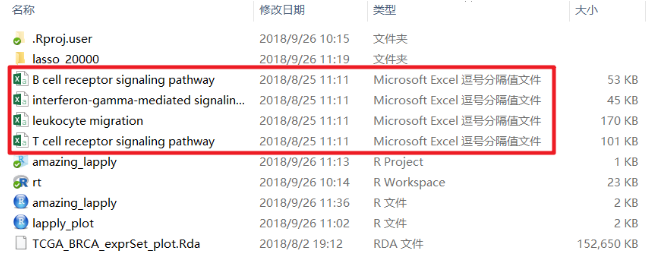 名称 修改日期 类型 大小
.Rproj.user 2018/9/26 10:15 文件夹
lasso_20000 2018/9/26 11:19 文件夹
B cell receptor signaling pathway 2018/8/25 11:11 Microsoft Excel 逗号分隔值文件 53 KB
interferon-gamma-mediated signalin... 2018/8/25 11:11 Microsoft Excel 逗号分隔值文件 45 KB
leukocyte migration 2018/8/25 11:11 Microsoft Excel 逗号分隔值文件 170 KB
T cell receptor signaling pathway 2018/8/25 11:11 Microsoft Excel 逗号分隔值文件 101 KB
amazing_lapply 2018/9/26 11:13 R Project 1 KB
rt 2018/9/26 10:14 R Workspace 23 KB
amazing_lapply 2018/9/26 11:36 R 文件 2 KB
lapply_plot 2018/9/26 11:02 R 文件 2 KB
TCGA_BRCA_exprSet_plot.Rda 2018/8/2 19:12 RDA 文件 152,650 KB